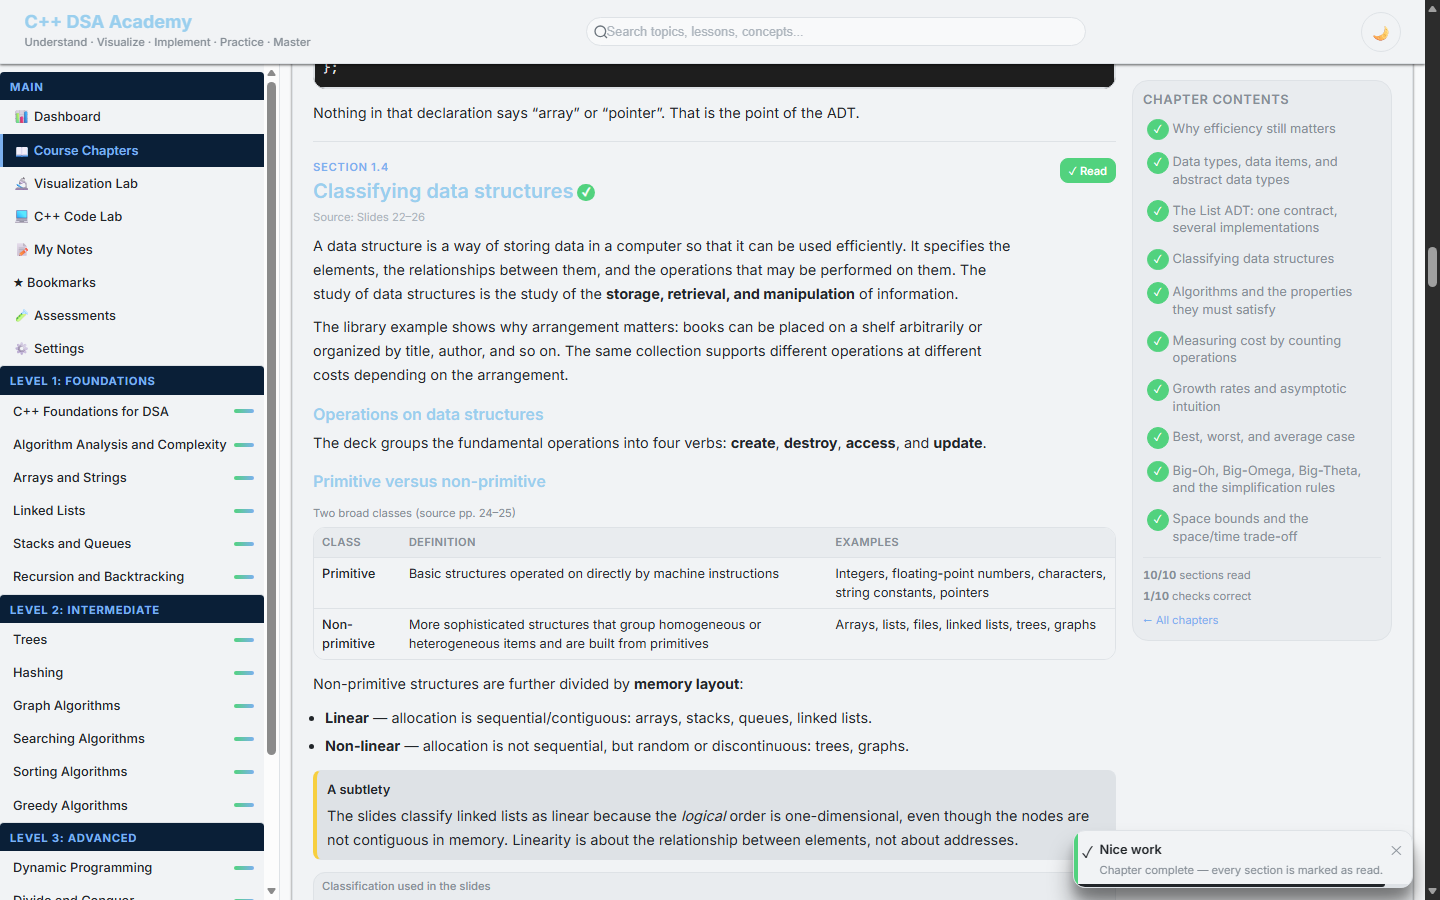 C++ DSA Academy
Understand · Visualize · Implement · Practice · Master
Search topics, lessons, concepts...
MAIN
Dashboard
Course Chapters
Visualization Lab
C++ Code Lab
My Notes
Bookmarks
Assessments
Settings
LEVEL 1: FOUNDATIONS
C++ Foundations for DSA
Algorithm Analysis and Complexity
Arrays and Strings
Linked Lists
Stacks and Queues
Recursion and Backtracking
LEVEL 2: INTERMEDIATE
Trees
Hashing
Graph Algorithms
Searching Algorithms
Sorting Algorithms
Greedy Algorithms
LEVEL 3: ADVANCED
Dynamic Programming
Divide and Conquer
};
Nothing in that declaration says “array” or “pointer”. That is the point of the ADT.
SECTION 1.4
✓ Read
Classifying data structures
Source: Slides 22–26
A data structure is a way of storing data in a computer so that it can be used efficiently. It specifies the
elements, the relationships between them, and the operations that may be performed on them. The
study of data structures is the study of the storage, retrieval, and manipulation of information.
The library example shows why arrangement matters: books can be placed on a shelf arbitrarily or
organized by title, author, and so on. The same collection supports different operations at different
costs depending on the arrangement.
Operations on data structures
The deck groups the fundamental operations into four verbs: create, destroy, access, and update.
Primitive versus non-primitive
Two broad classes (source pp. 24–25)
CLASS DEFINITION EXAMPLES
Primitive Basic structures operated on directly by machine instructions Integers, floating-point numbers, characters,
string constants, pointers
Non- More sophisticated structures that group homogeneous or Arrays, lists, files, linked lists, trees, graphs
primitive heterogeneous items and are built from primitives
Non-primitive structures are further divided by memory layout:
• Linear — allocation is sequential/contiguous: arrays, stacks, queues, linked lists.
• Non-linear — allocation is not sequential, but random or discontinuous: trees, graphs.
A subtlety
The slides classify linked lists as linear because the logical order is one-dimensional, even though the nodes are
not contiguous in memory. Linearity is about the relationship between elements, not about addresses.
Classification used in the slides
CHAPTER CONTENTS
Why efficiency still matters
Data types, data items, and
abstract data types
The List ADT: one contract,
several implementations
Classifying data structures
Algorithms and the properties
they must satisfy
Measuring cost by counting
operations
Growth rates and asymptotic
intuition
Best, worst, and average case
Big-Oh, Big-Omega, Big-Theta,
and the simplification rules
Space bounds and the
space/time trade-off
10/10 sections read
1/10 checks correct
← All chapters
Nice work
Chapter complete — every section is marked as read.